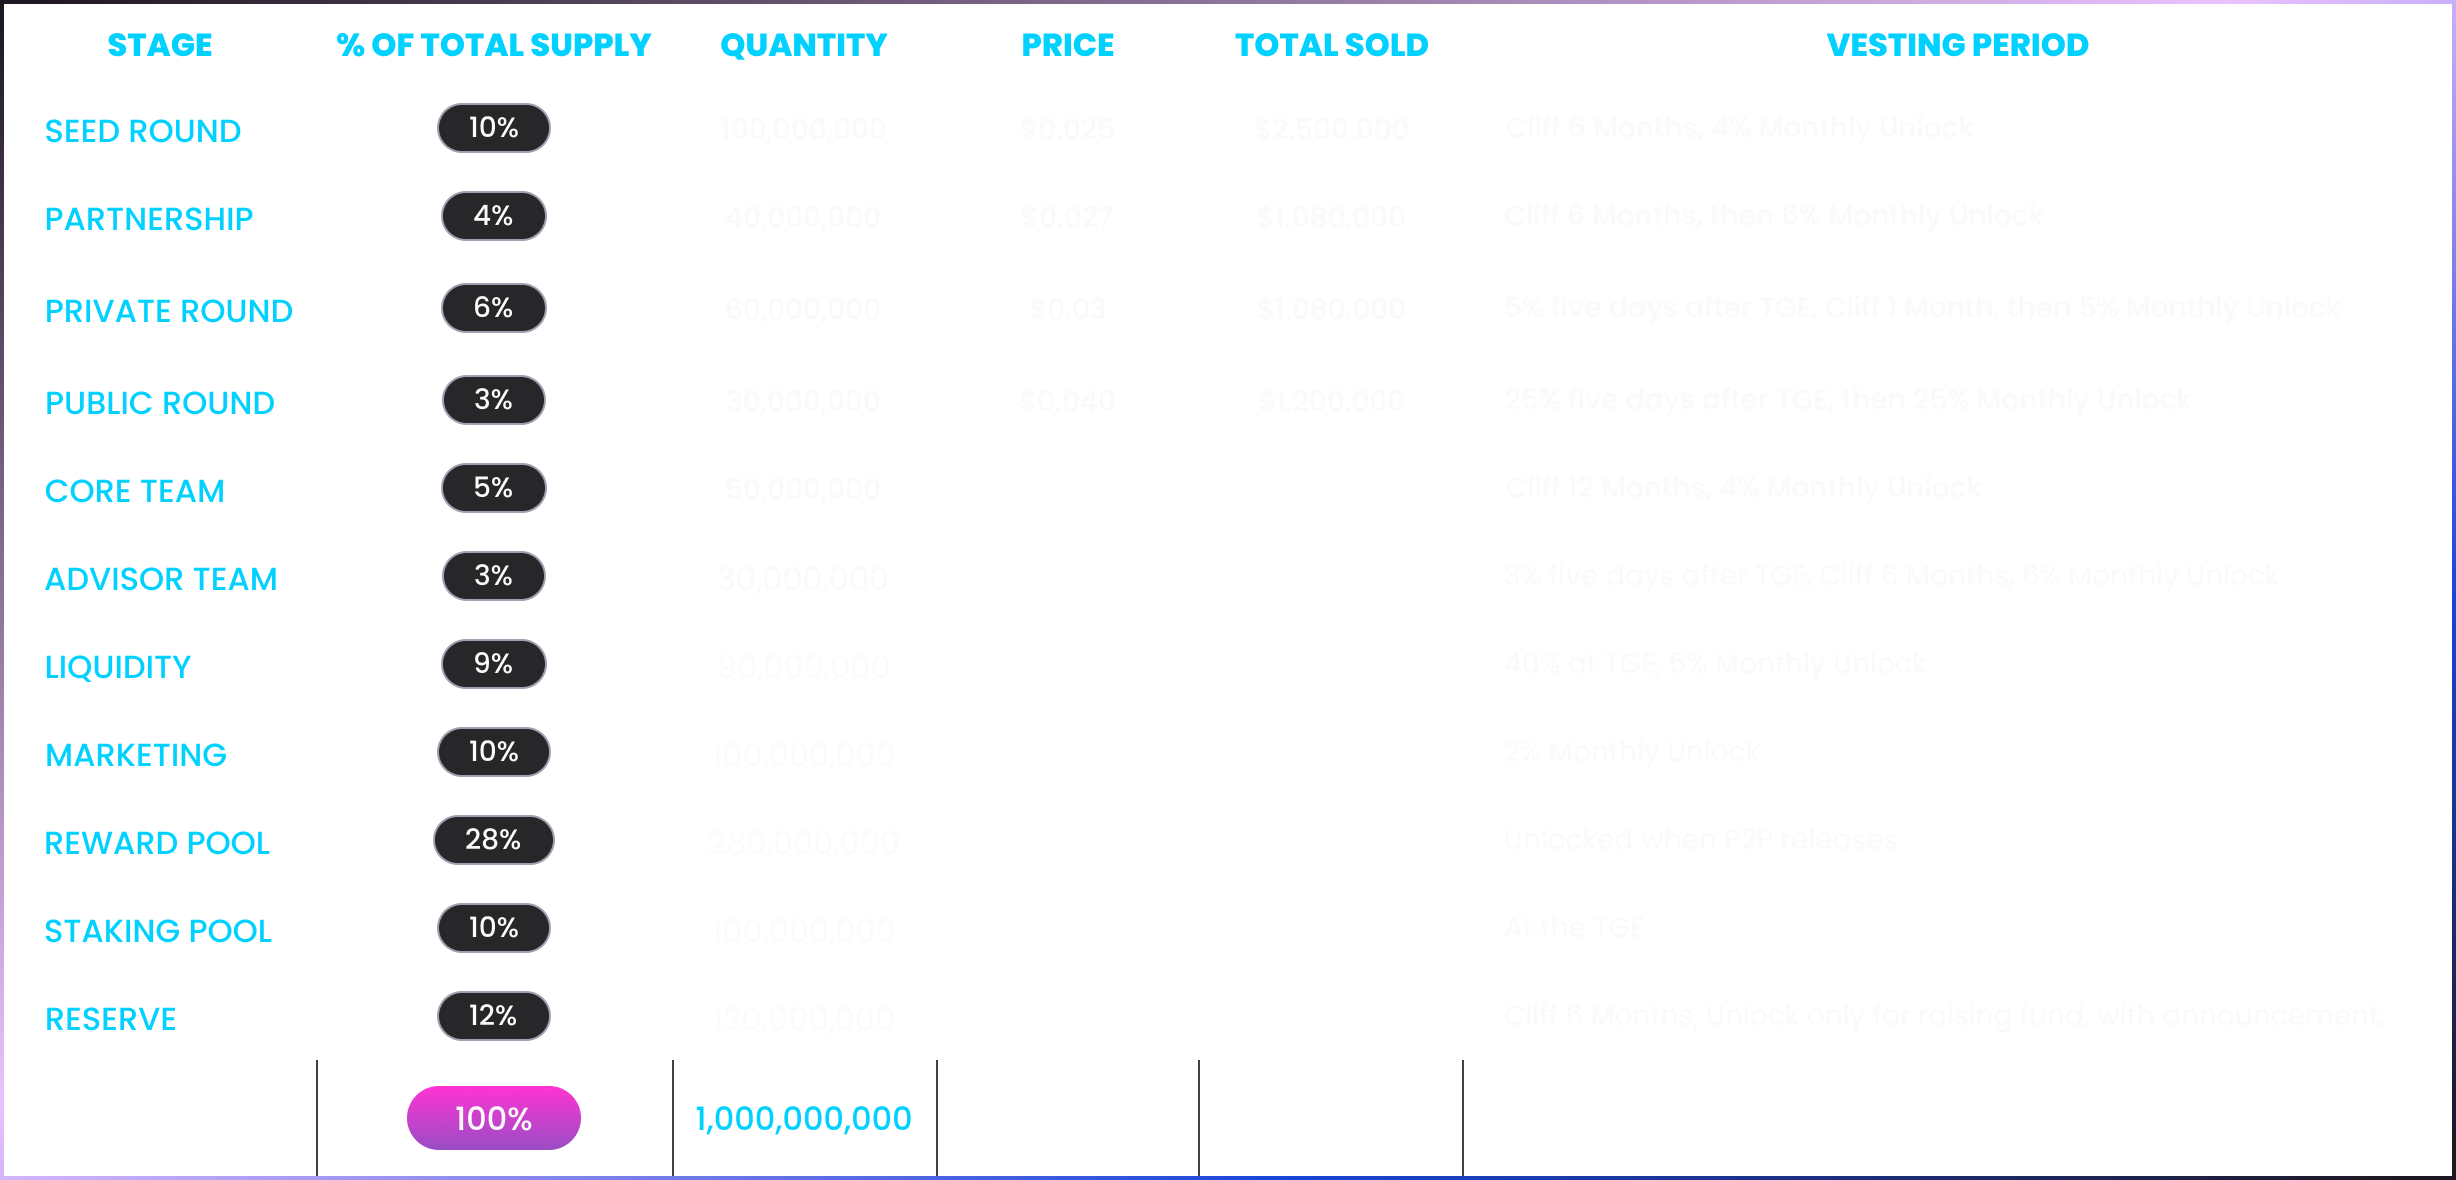 STAGE % OF TOTAL SUPPLY QUANTITY PRICE TOTAL SOLD VESTING PERIOD
SEED ROUND 10% 100,000,000 $0.025 $2.500.000 Cliff 6 Months, 4% Monthly Unlock
PARTNERSHIP 4% 40,000,000 $0.027 $1.080.000 Cliff 6 Months, then 6% Monthly Unlock
PRIVATE ROUND 6% 60,000,000 $0.03 $1.080.000 5% five days after TGE, Cliff 1 Month, then 5% Monthly Unlock
PUBLIC ROUND 3% 30,000,000 $0.040 $1.200.000 25% five days after TGE, then 25% Monthly Unlock
CORE TEAM 5% 50,000,000 Cliff 12 Months, 4% Monthly Unlock
ADVISOR TEAM 3% 30,000,000 3% five days after TGE, Cliff 6 Months, 6% Monthly Unlock
LIQUIDITY 9% 90,000,000 40% at TGE, 5% Monthly Unlock
MARKETING 10% 100,000,000 2% Monthly Unlock
REWARD POOL 28% 280,000,000 Unlocked when P2P releases
STAKING POOL 10% 100,000,000 At the TGE
RESERVE 12% 120,000,000 Cliff 6 Months, Unlock only for raising fund, with announcement,
100% 1,000,000,000